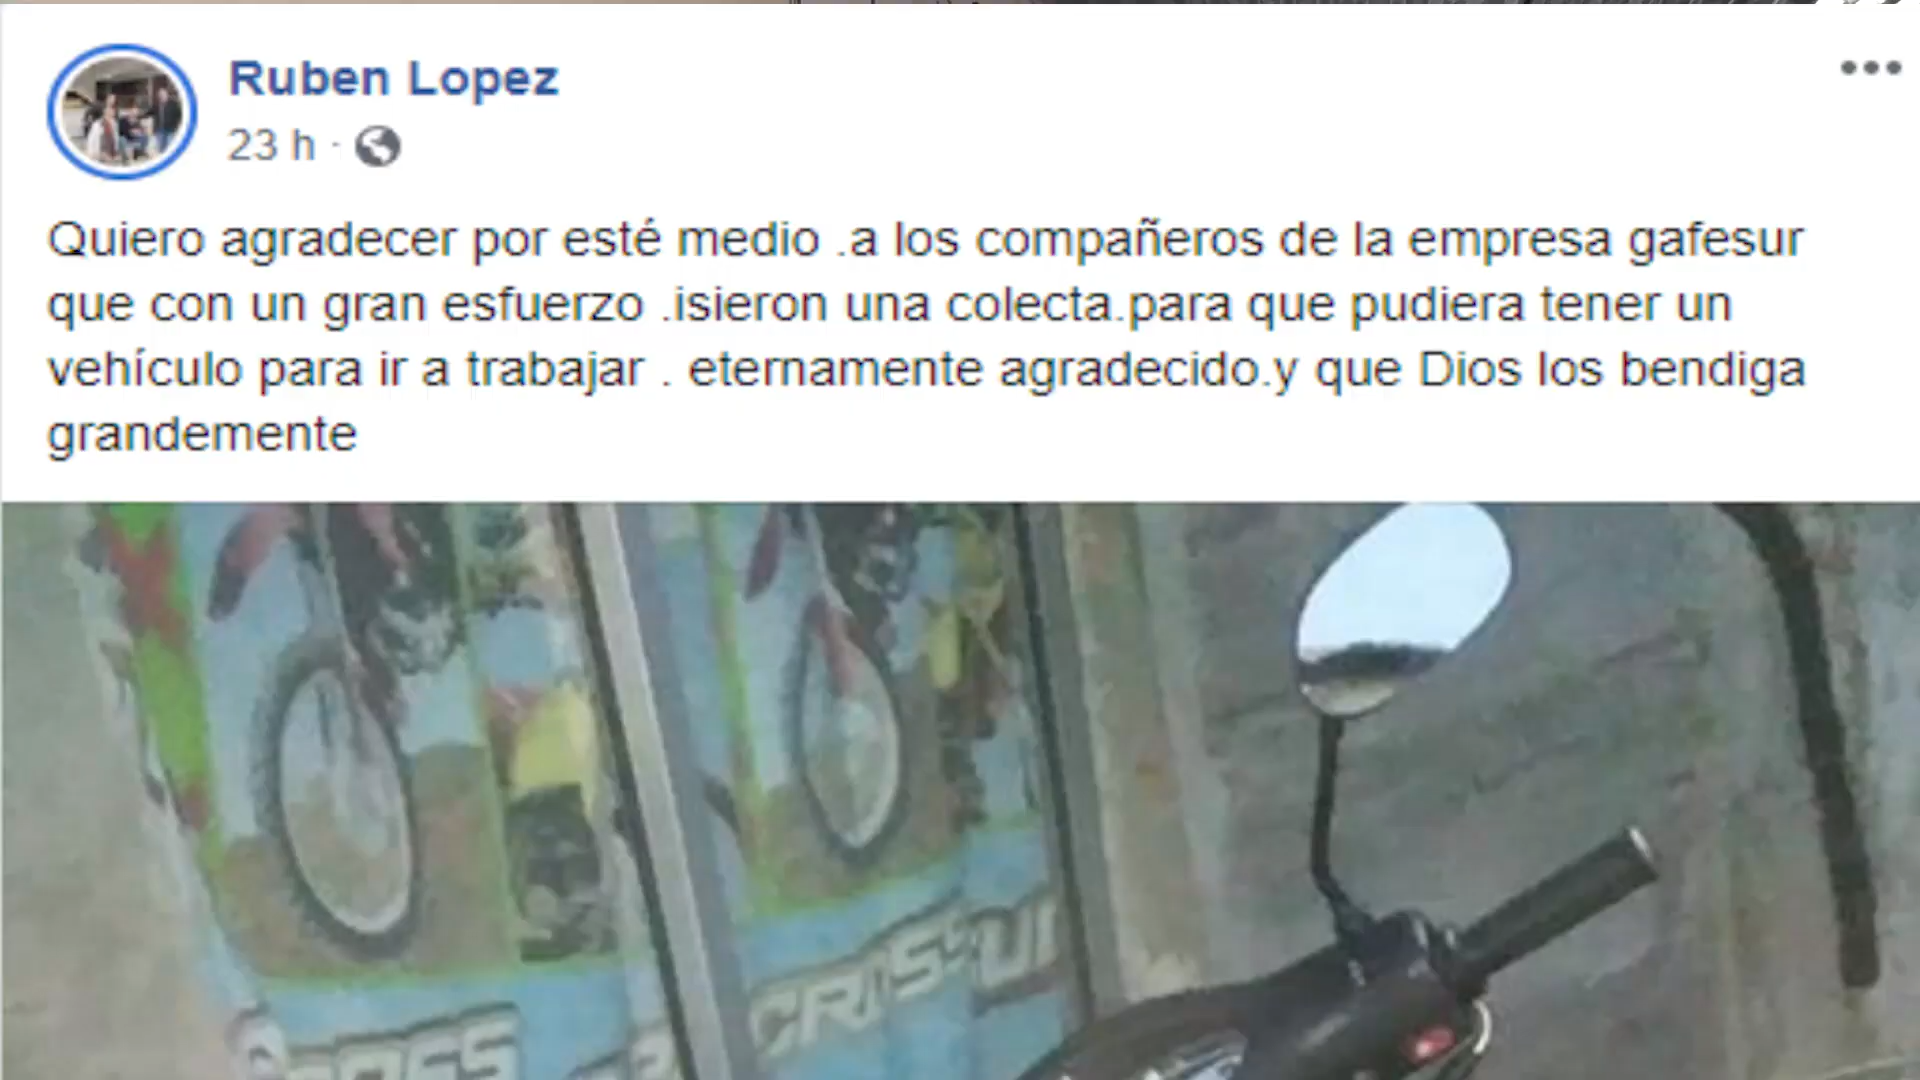 Ruben Lopez
23 h ·
Quiero agradecer por esté medio .a los compañeros de la empresa gafesur
que con un gran esfuerzo .isieron una colecta.para que pudiera tener un
vehículo para ir a trabajar . eternamente agradecido.y que Dios los bendiga
grandemente